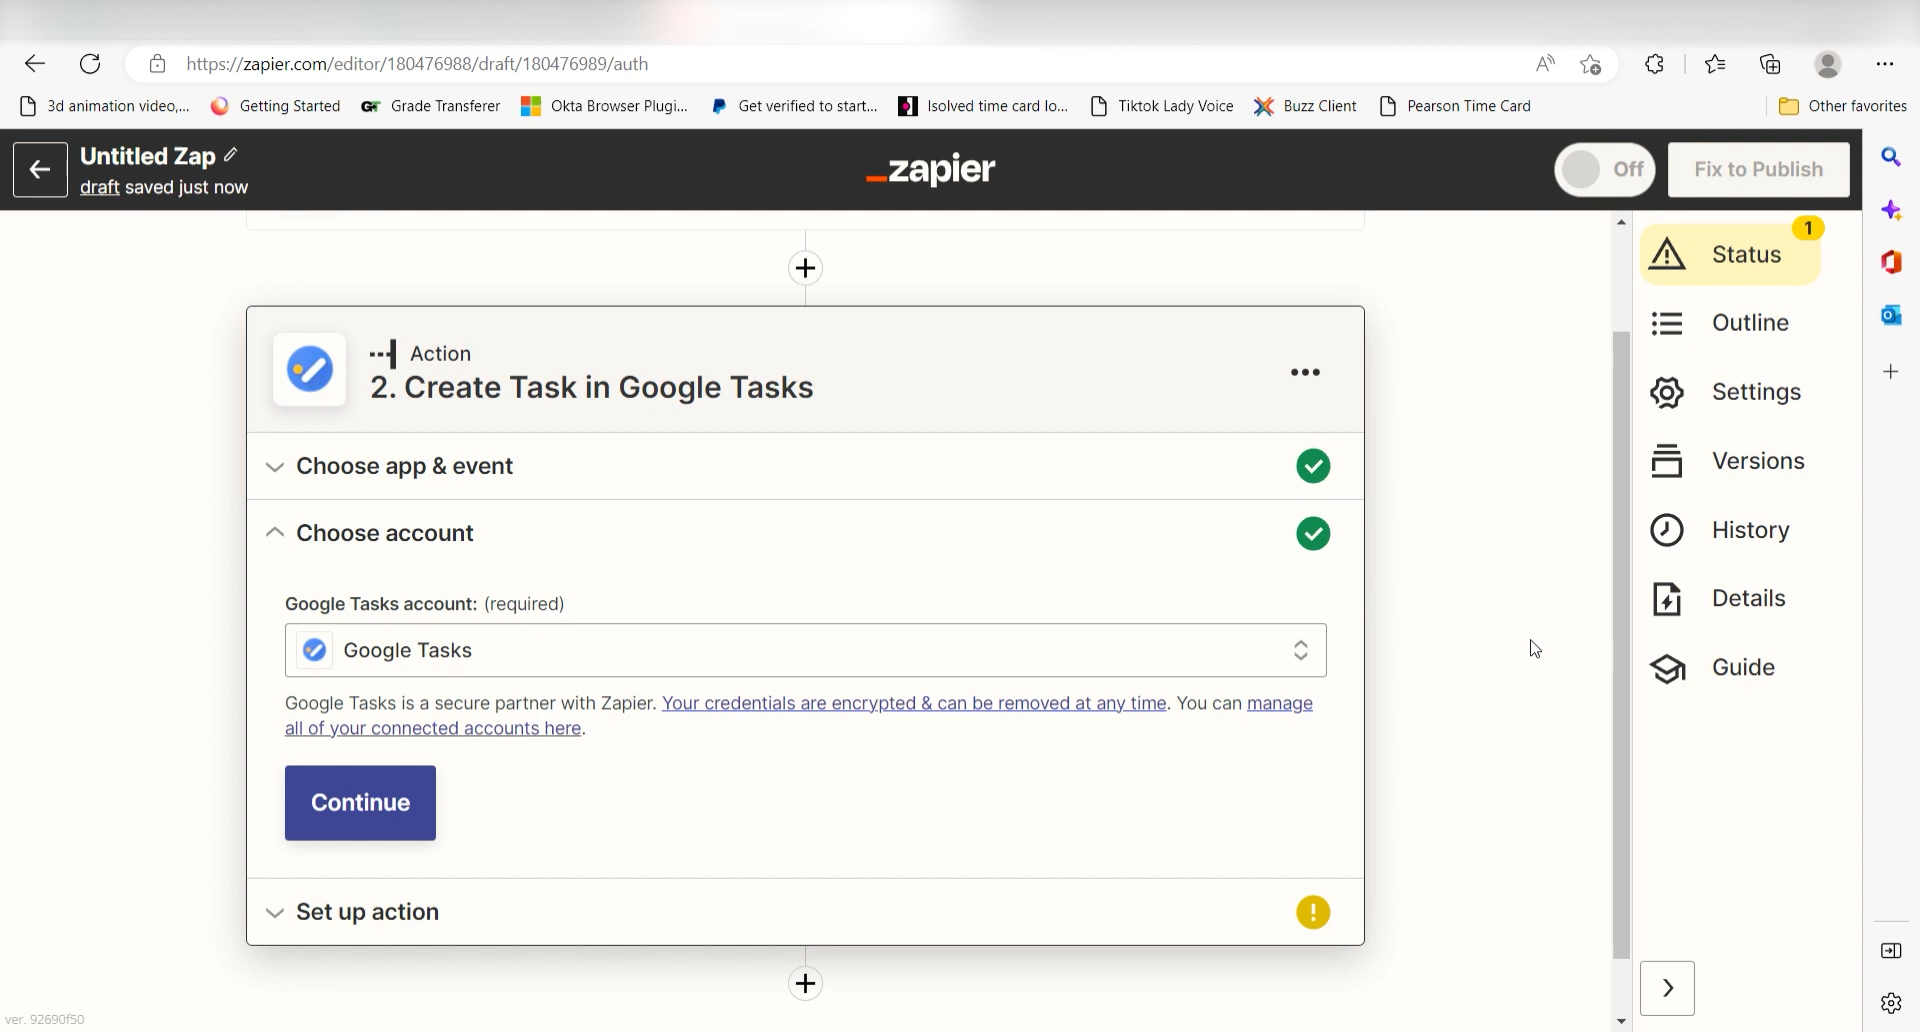 https://zapier.com/editor/180476988/draft/180476989/auth
3d animation video,... Getting Started GT Grade Transferer Okta Browser Plugi... Get verified to start... Isolved time card lo... Tiktok Lady Voice Buzz Client Pearson Time Card Other favorites
Untitled Zap
draft saved just now
zapier
Off
Fix to Publish
1
Status
Outline
Settings
Versions
History
Details
Guide
Action
2. Create Task in Google Tasks
Choose app & event
Choose account
Google Tasks account: (required)
Google Tasks
Google Tasks is a secure partner with Zapier. Your credentials are encrypted & can be removed at any time. You can manage
all of your connected accounts here.
Continue
Set up action
ver. 92690f50